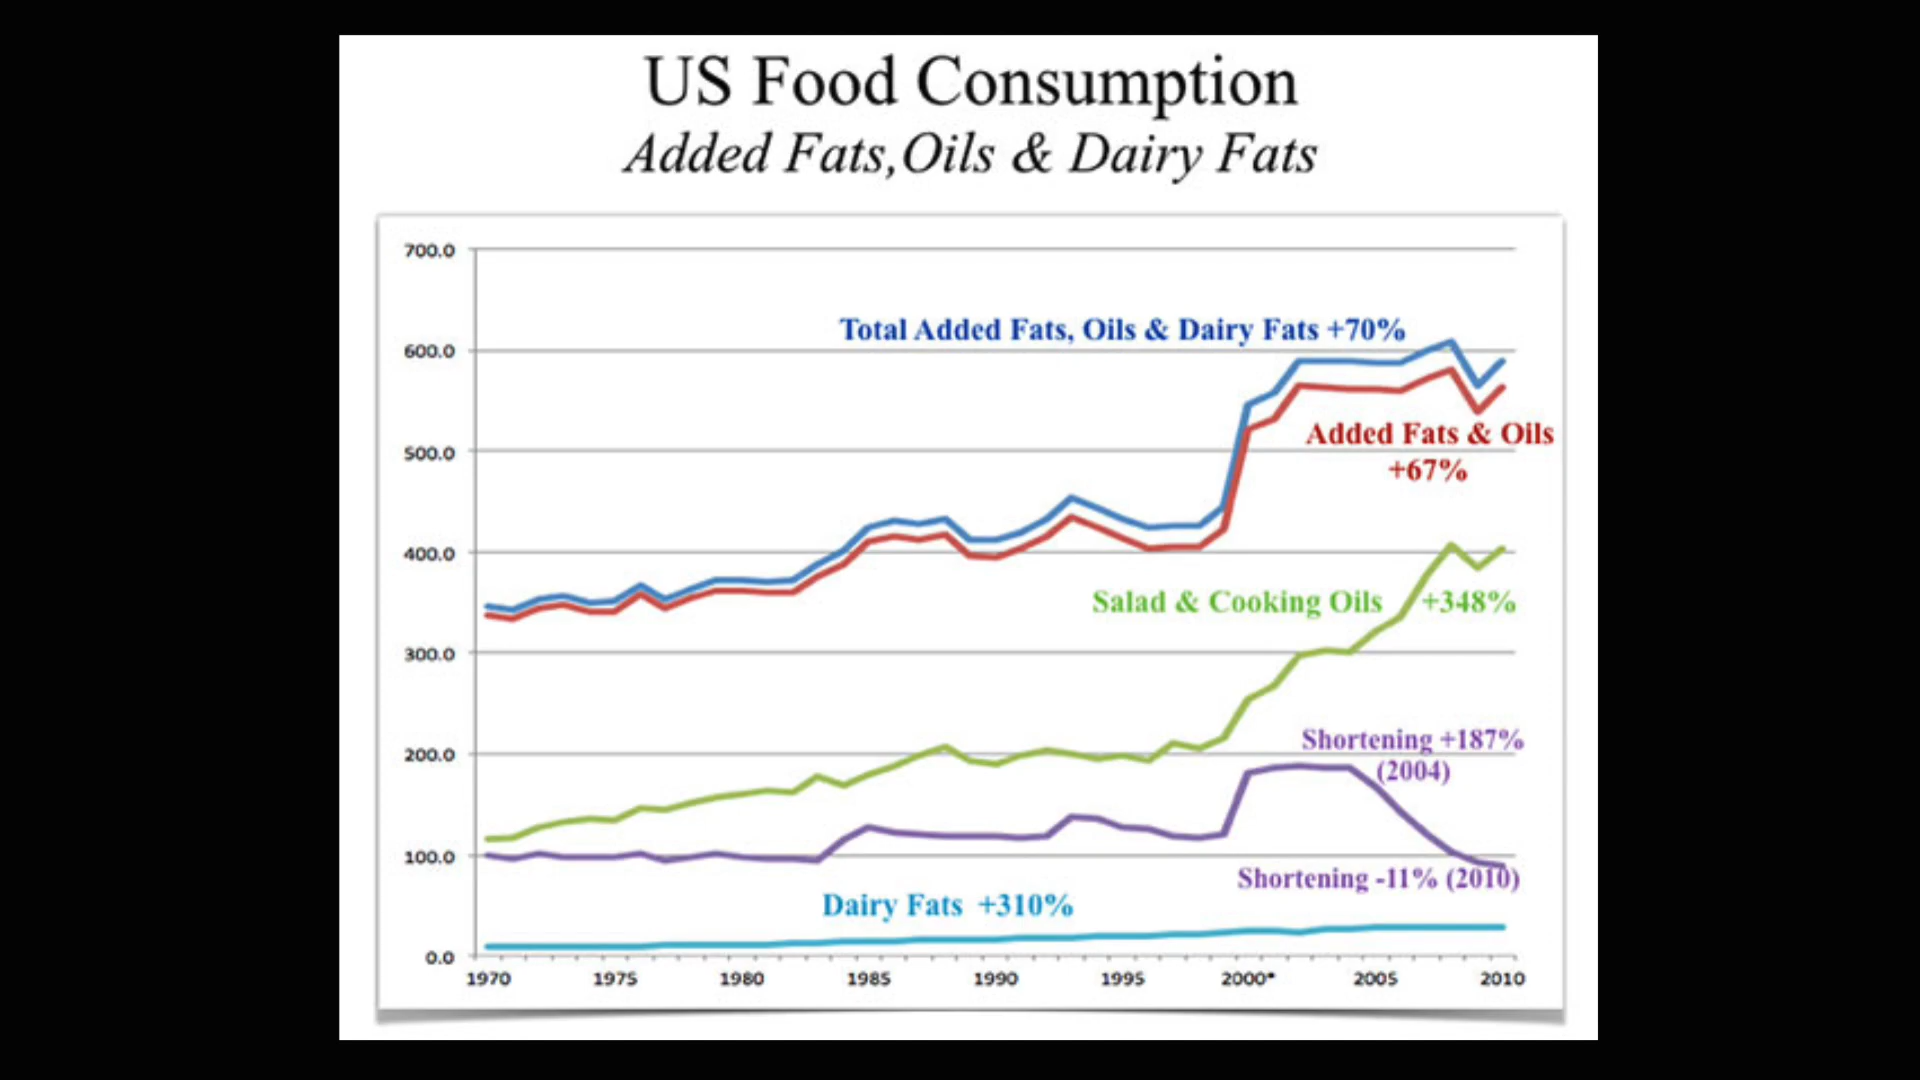 US Food Consumption
Added Fats,Oils & Dairy Fats
700.0
Total Added Fats, Oils & Dairy Fats +70%
600.0
Added Fats & Oils
500.0
+67%
400.0
Salad & Cooking Oils +348%
300.0
Shortening +187%
200.0
(2004)
100.0
Shortening -11% (2010)
Dairy Fats +310%
0.0
1970 1975 1980 1985 1990 1995 2000* 2005 2010